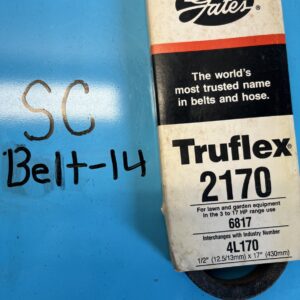 SC
Belt-14
Gates
The world's
most trusted name
in belts and hose.
Truflex®
2170
For lawn and garden equipment
in the 3 to 17 HP range use
6817
Interchanges with Industry Number
4L170
1/2" (12.5/13mm) x 17" (430mm)